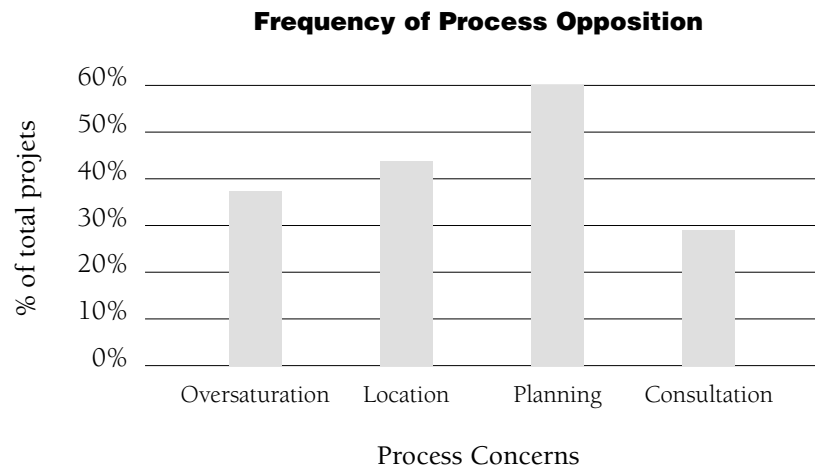 Frequency of Process Opposition
60%
50%
40%
30%
20%
10%
0%
% of total projets
Oversaturation Location Planning Consultation
Process Concerns